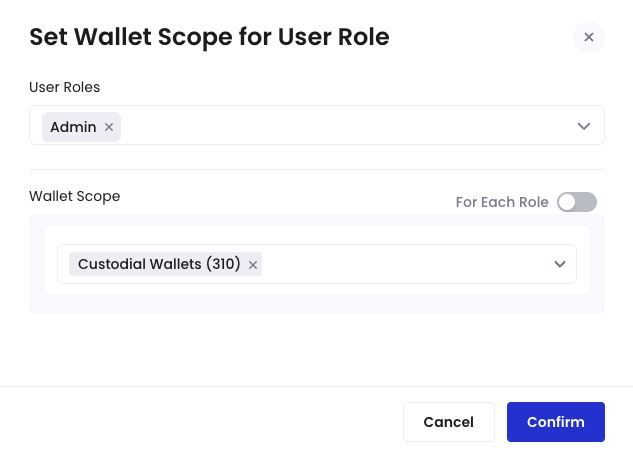 Set Wallet Scope for User Role
User Roles
Admin
Wallet Scope
For Each Role
Custodial Wallets (310)
Cancel
Confirm